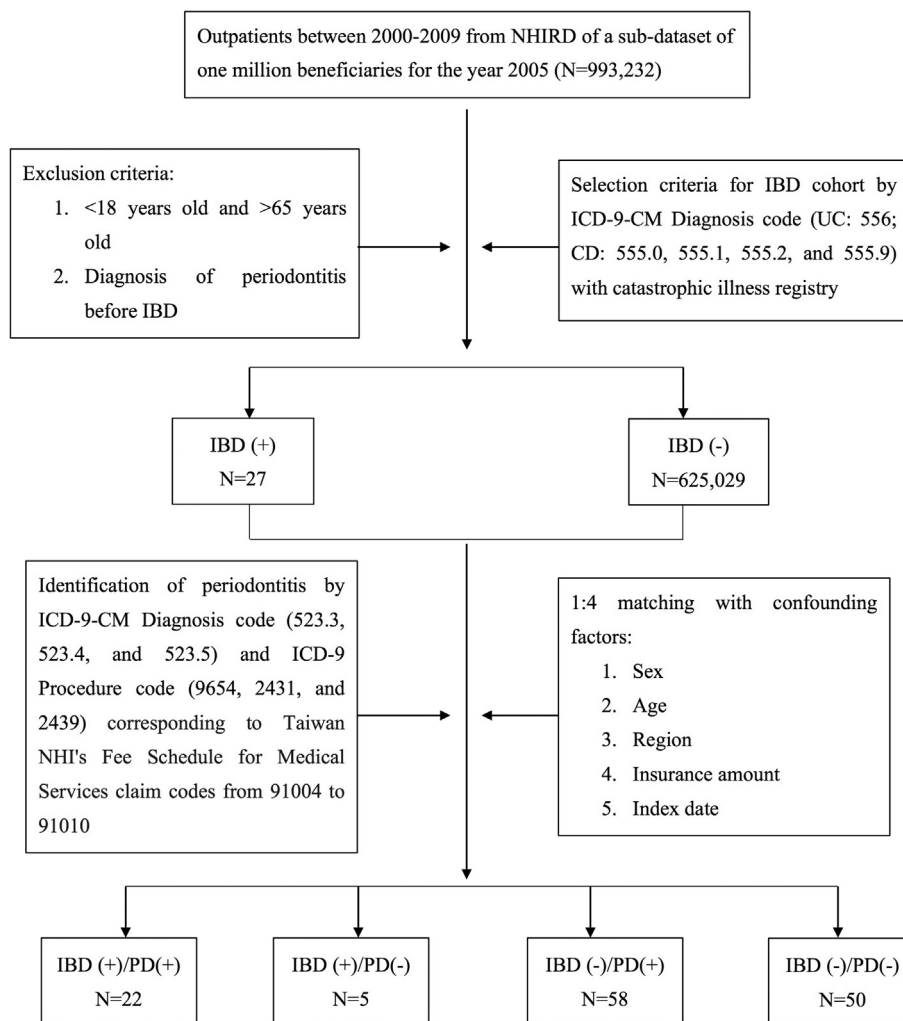 Outpatients between 2000-2009 from NHIRD of a sub-dataset of
one million beneficiaries for the year 2005 (N=993,232)
Exclusion criteria:
1. <18 years old and >65 years
old
2. Diagnosis of periodontitis
before IBD
Selection criteria for IBD cohort by
ICD-9-CM Diagnosis code (UC: 556;
CD: 555.0, 555.1, 555.2, and 555.9)
with catastrophic illness registry
IBD (+)
N=27
IBD (-)
N=625,029
Identification of periodontitis by
ICD-9-CM Diagnosis code (523.3,
523.4, and 523.5) and ICD-9
Procedure code (9654, 2431, and
2439) corresponding to Taiwan
NHI's Fee Schedule for Medical
Services claim codes from 91004 to
91010
1:4 matching with confounding
factors:
1. Sex
2. Age
3. Region
4. Insurance amount
5. Index date
IBD (+)/PD(+)
N=22
IBD (+)/PD(-)
N=5
IBD (-)/PD(+)
N=58
IBD (-)/PD(-)
N=50